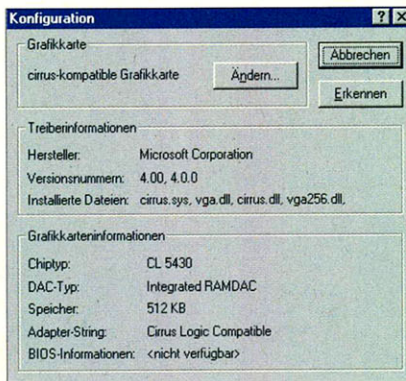 Konfiguration
Grafikkarte
cirrus-kompatible Grafikkarte
Ändern...
Abbrechen
Erkennen
Treiberinformationen
Hersteller: Microsoft Corporation
Versionsnummern: 4.00, 4.0.0
Installierte Dateien: cirrus.sys, vga.dll, cirrus.dll, vga256.dll,
Grafikkarteninformationen
Chiptyp: CL 5430
DAC-Typ: Integrated RAMDAC
Speicher: 512 KB
Adapter-String: Cirrus Logic Compatible
BIOS-Informationen: <nicht verfügbar>